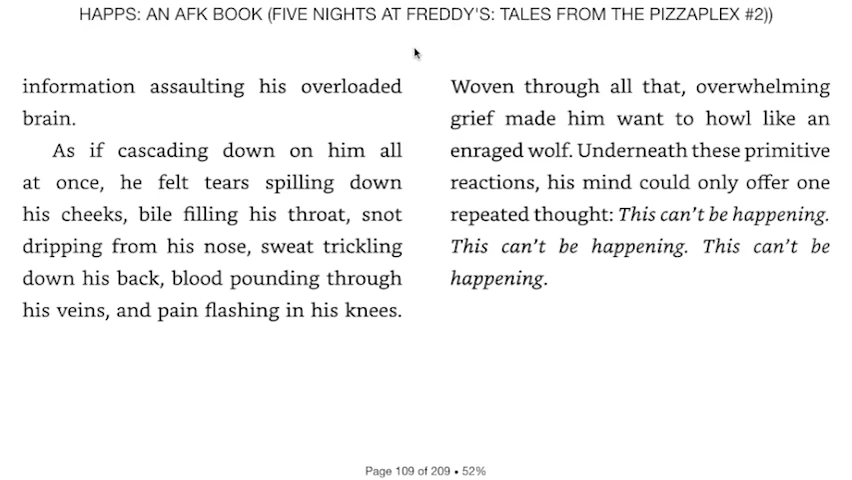 HAPPS: AN AFK BOOK (FIVE NIGHTS AT FREDDY'S: TALES FROM THE PIZZAPLEX #2))
information assaulting his overloaded
brain.
As if cascading down on him all
at once, he felt tears spilling down
his cheeks, bile filling his throat, snot
dripping from his nose, sweat trickling
down his back, blood pounding through
his veins, and pain flashing in his knees.
Woven through all that, overwhelming
grief made him want to howl like an
enraged wolf. Underneath these primitive
reactions, his mind could only offer one
repeated thought: This can’t be happening.
This can’t be happening. This can’t be
happening.
Page 109 of 209 • 52%